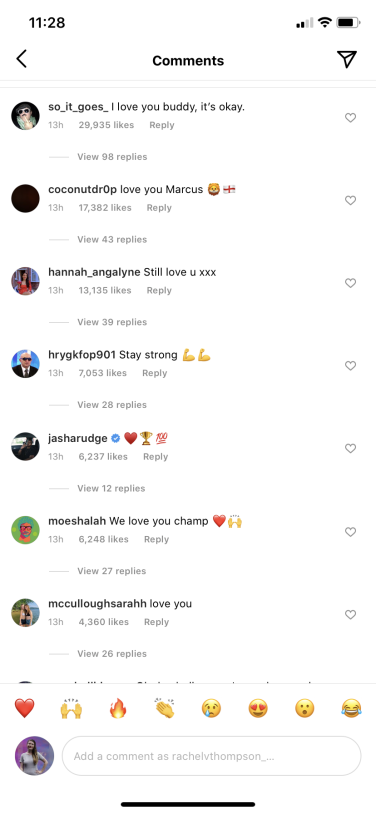 11:28
Comments
so_it_goes_ I love you buddy, it's okay.
13h 29,935 likes Reply
View 98 replies
coconutdr0p love you Marcus 🦁🏴󠁧󠁢󠁥󠁮󠁧󠁿
13h 17,382 likes Reply
View 43 replies
hannah_angalyne Still love u xxx
13h 13,135 likes Reply
View 39 replies
hrygkfop901 Stay strong 💪💪
13h 7,053 likes Reply
View 28 replies
jasharudge ❤️🏆💯
13h 6,237 likes Reply
View 12 replies
moeshalah We love you champ ❤️🙌
13h 6,248 likes Reply
View 27 replies
mcculloughsarahh love you
13h 4,360 likes Reply
View 26 replies
❤️🙌🔥👏😢😍😮😂
Add a comment as rachelvthompson_...